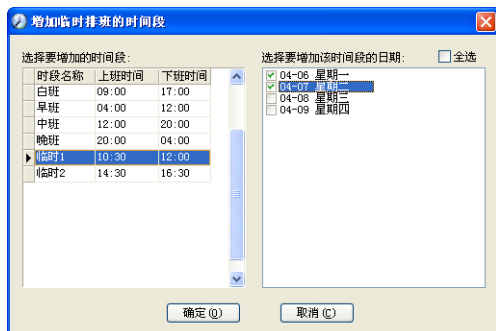 增加临时排班的时间段
选择要增加的时间段:
时段名称 上班时间 下班时间
白班 09:00 17:00
早班 04:00 12:00
中班 12:00 20:00
晚班 20:00 04:00
临时1 10:30 12:00
临时2 14:30 16:30
选择要增加该时间段的日期: 全选
04-06 星期一
04-07 星期二
04-08 星期三
04-09 星期四
确定(O) 取消(C)